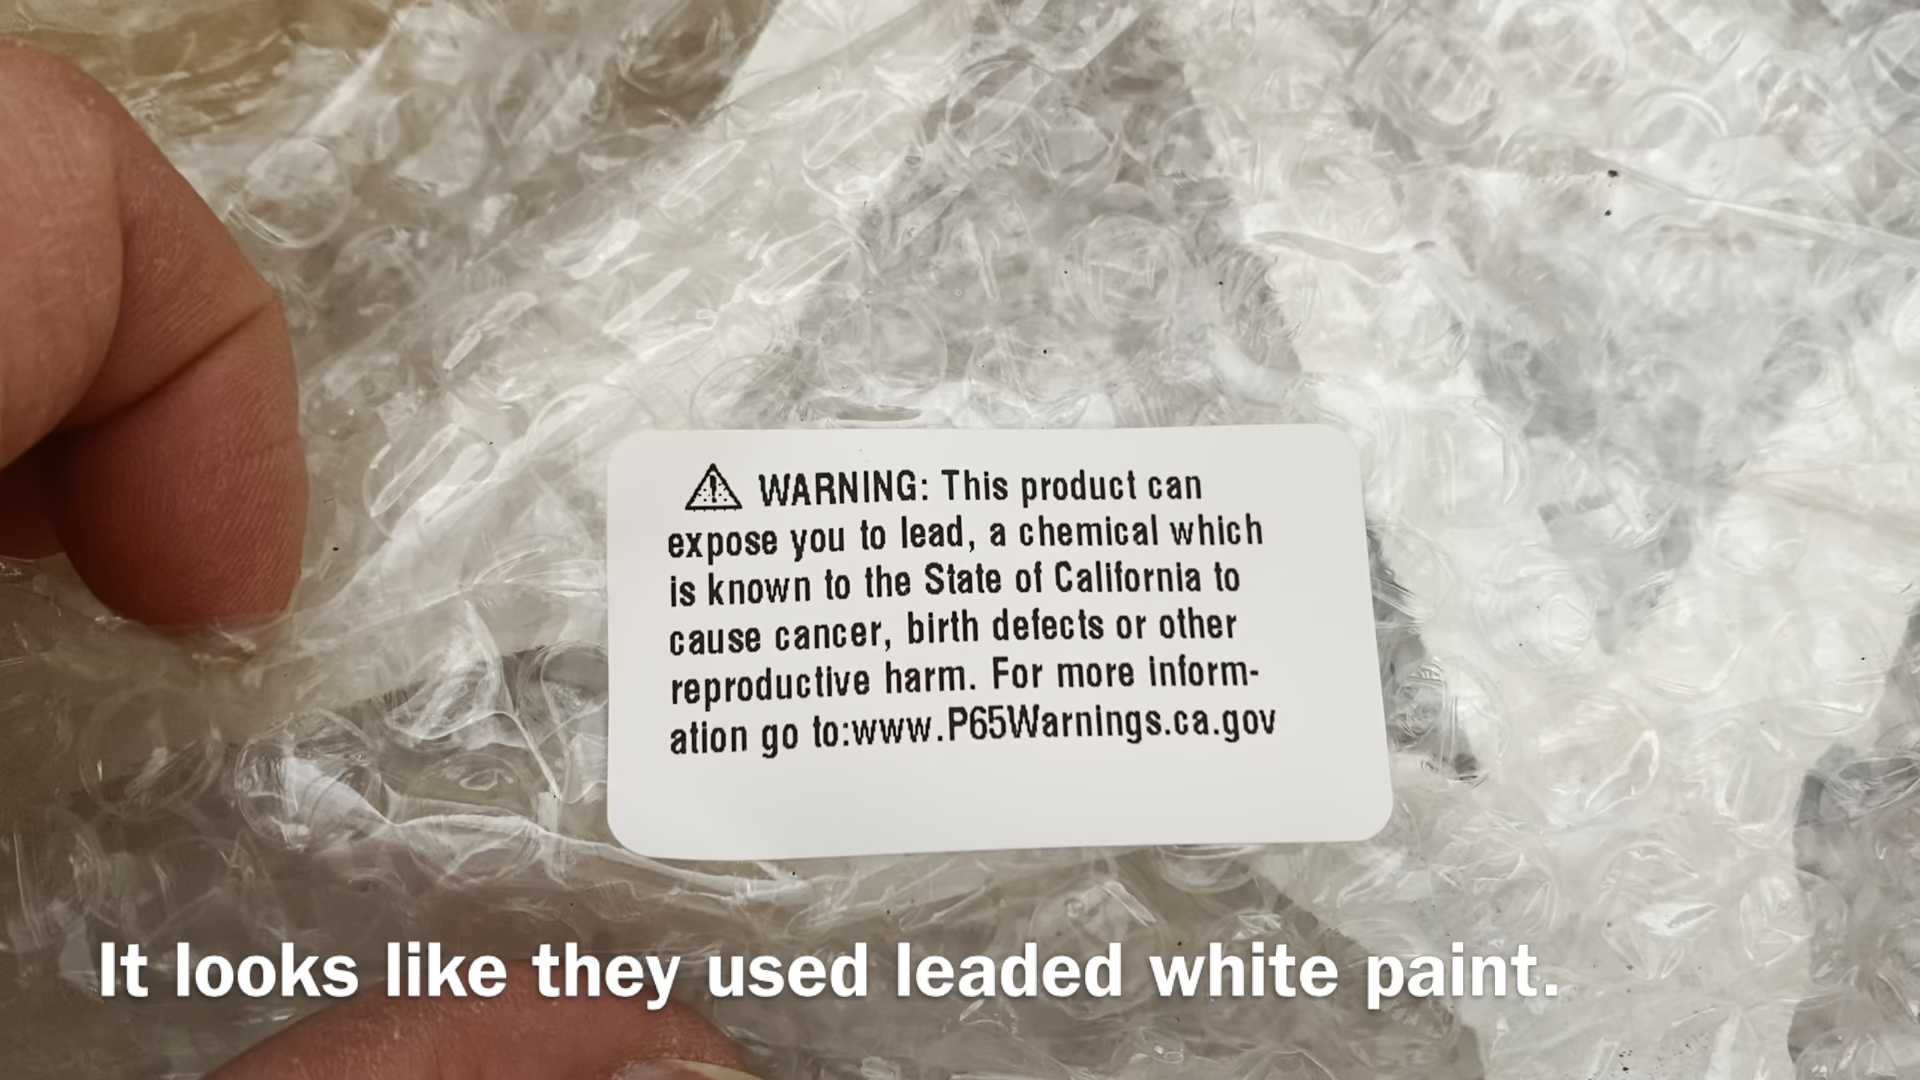 WARNING: This product can
expose you to lead, a chemical which
is known to the State of California to
cause cancer, birth defects or other
reproductive harm. For more inform-
ation go to:www.P65Warnings.ca.gov
It looks like they used leaded white paint.